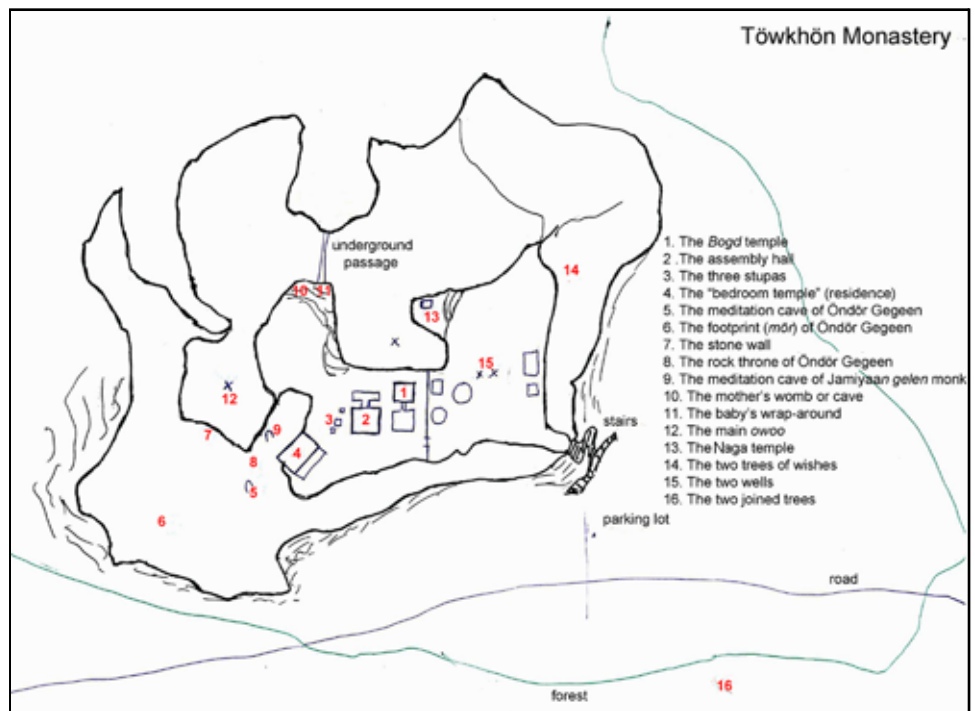 Töwkhön Monastery
underground
passage
10 11
14
13
15
12
1
3
2
7
9
8
4
5
6
stairs
parking lot
road
forest
16
1. The Bogd temple
2 .The assembly hall
3. The three stupas
4. The "bedroom temple" (residence)
5. The meditation cave of Öndör Gegeen
6. The footprint (mör) of Öndör Gegeen
7. The stone wall
8. The rock throne of Öndör Gegeen
9. The meditation cave of Jamiyaan gelen monk
10. The mother's womb or cave
11. The baby's wrap-around
12. The main owoo
13. The Naga temple
14. The two trees of wishes
15. The two wells
16. The two joined trees